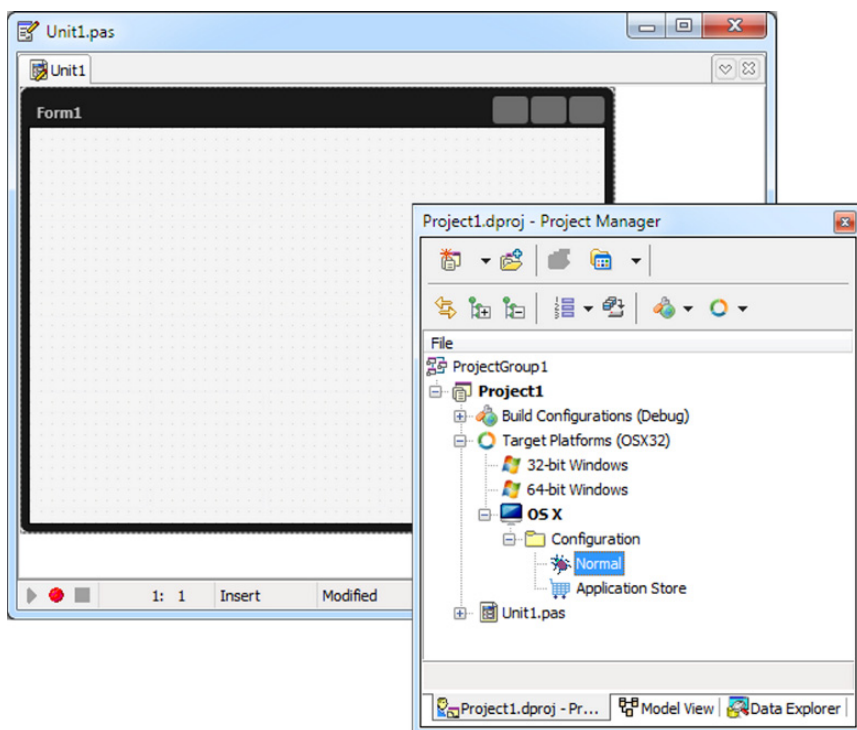 Unit1.pas
Unit1
Form1
1: 1 Insert Modified
Project1.dproj - Project Manager
File
ProjectGroup1
Project1
Build Configurations (Debug)
Target Platforms (OSX32)
32-bit Windows
64-bit Windows
OS X
Configuration
Normal
Application Store
Unit1.pas
Project1.dproj - Pr... Model View Data Explorer